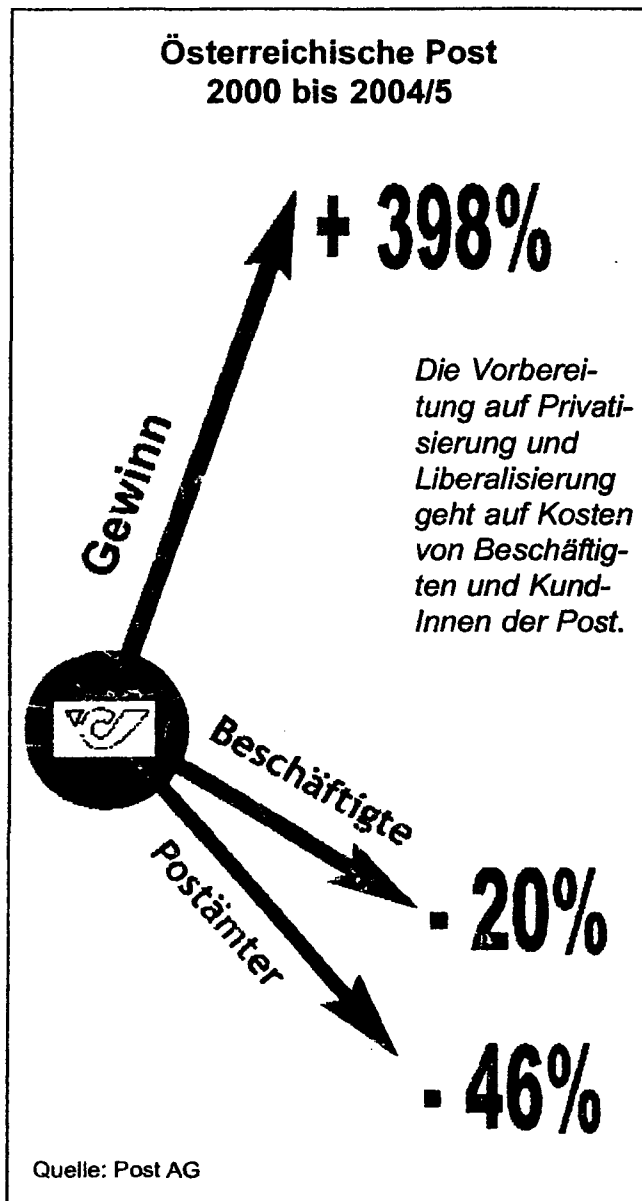 Österreichische Post
2000 bis 2004/5
+ 398%
Die Vorberei-
tung auf Privati-
sierung und
Liberalisierung
geht auf Kosten
von Beschäftig-
ten und Kund-
Innen der Post.
Gewinn
Beschäftigte
- 20%
Postämter
- 46%
Quelle: Post AG